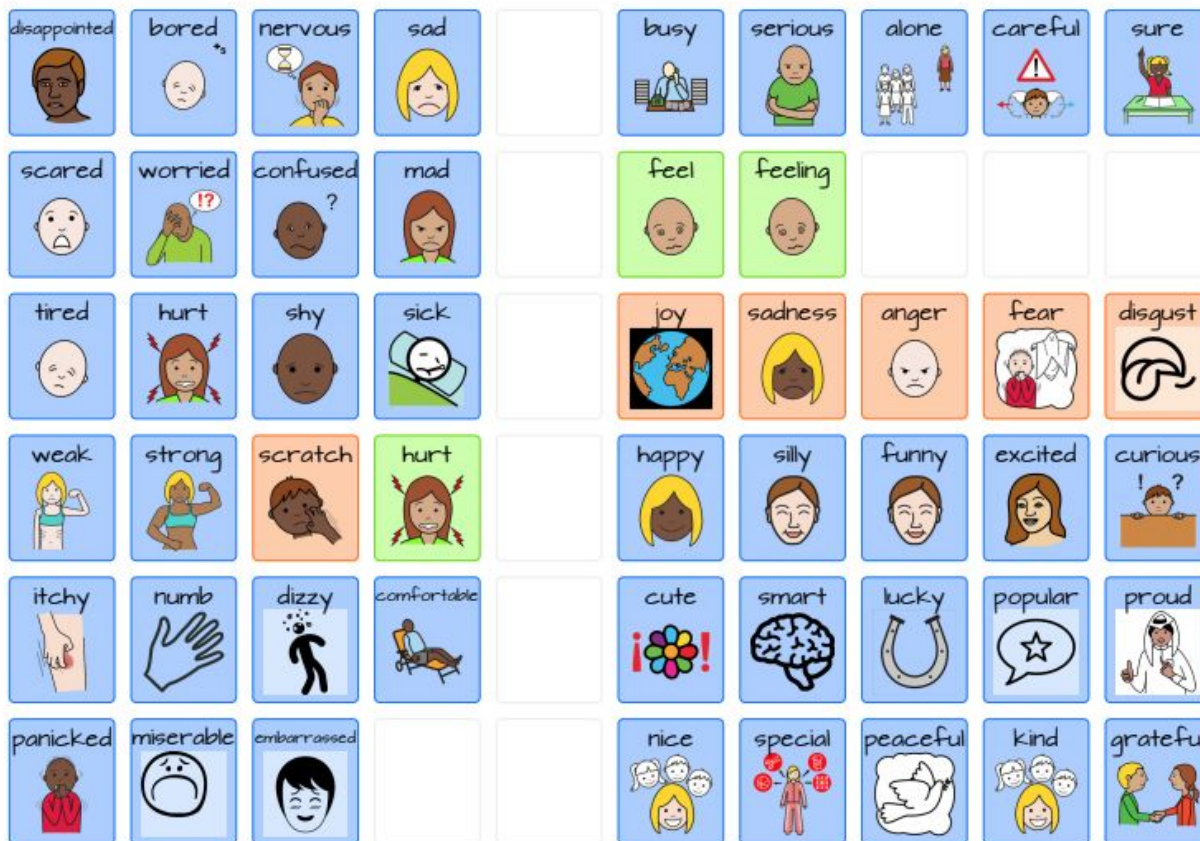 disappointed bored nervous sad busy serious alone careful sure
scared worried confused ? !? mad feel feeling
tired hurt shy sick joy sadness anger fear disgust
weak strong scratch hurt happy silly funny excited curious
! ?
itchy numb dizzy comfortable cute smart lucky popular proud
panicked miserable embarrassed nice special peaceful kind gratefu